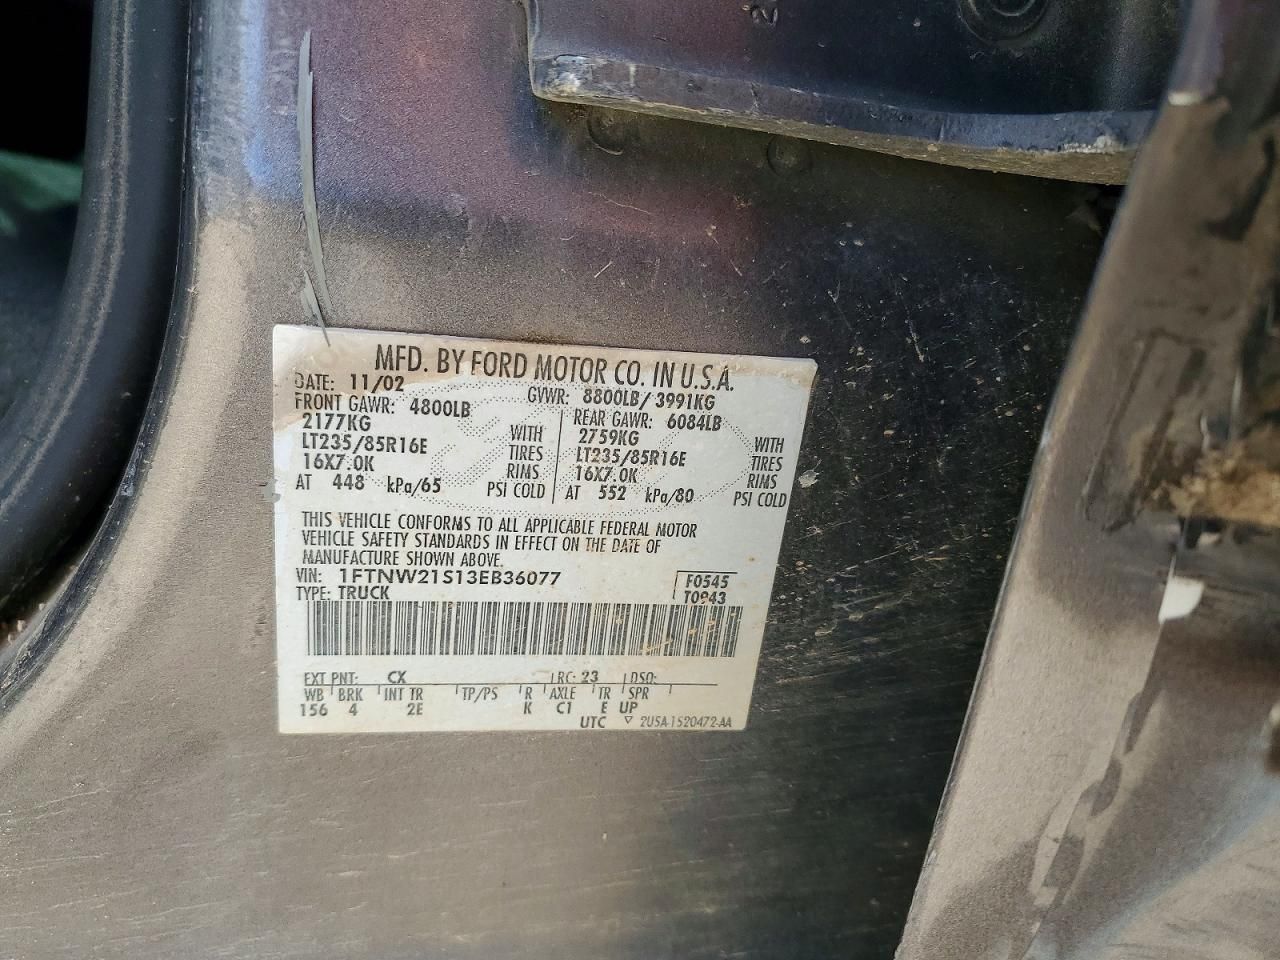 MFD. BY FORD MOTOR CO. IN U.S.A.
DATE: 11/02 GVWR: 8800LB/3991KG
FRONT GAWR: 4800LB REAR GAWR: 6084LB
2177KG WITH 2759KG WITH
LT235/85R16E TIRES LT235/85R16E TIRES
16X7.0K RIMS 16X7.0K RIMS
AT 448 kPa/65 PSI COLD AT 552 kPa/80 PSI COLD
THIS VEHICLE CONFORMS TO ALL APPLICABLE FEDERAL MOTOR
VEHICLE SAFETY STANDARDS IN EFFECT ON THE DATE OF
MANUFACTURE SHOWN ABOVE.
VIN: 1FTNW21S13EB36077 F0545
TYPE: TRUCK T0943
EXT PNT: CX RC: 23 DSO:
WB BRK INT TR TP/PS R AXLE TR SPR
156 4 2E K C1 E UP
UTC ▽ 2U5A-1520472-AA